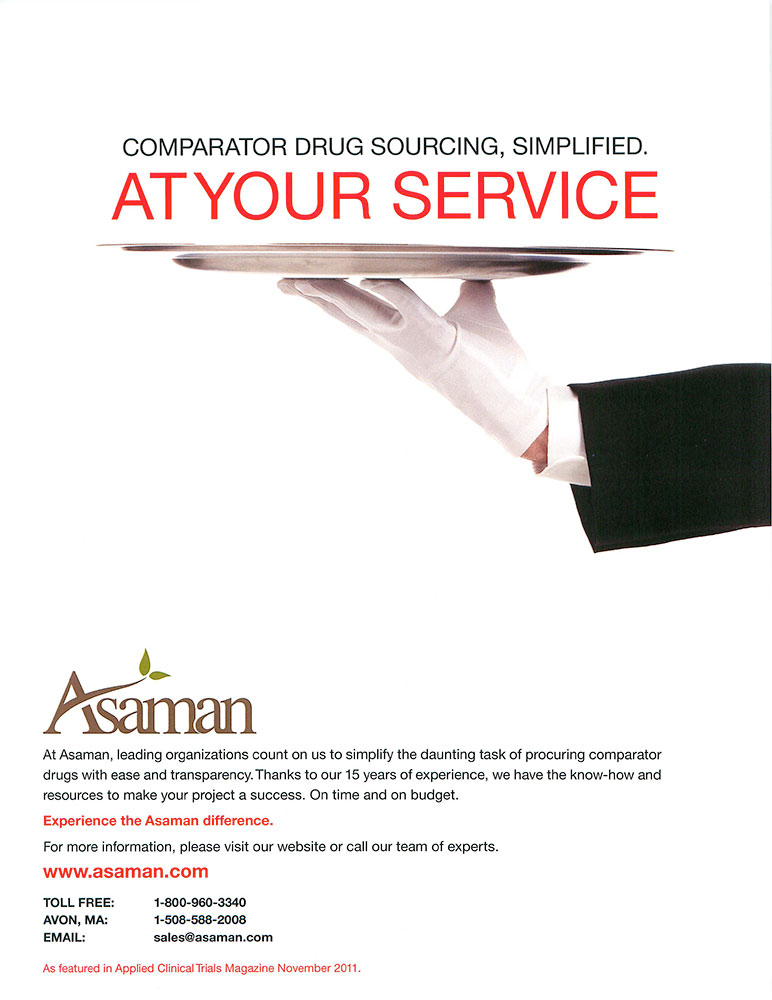 COMPARATOR DRUG SOURCING, SIMPLIFIED.
AT YOUR SERVICE
Asaman
At Asaman, leading organizations count on us to simplify the daunting task of procuring comparator
drugs with ease and transparency. Thanks to our 15 years of experience, we have the know-how and
resources to make your project a success. On time and on budget.
Experience the Asaman difference.
For more information, please visit our website or call our team of experts.
www.asaman.com
TOLL FREE: 1-800-960-3340
AVON, MA: 1-508-588-2008
EMAIL: sales@asaman.com
As featured in Applied Clinical Trials Magazine November 2011.